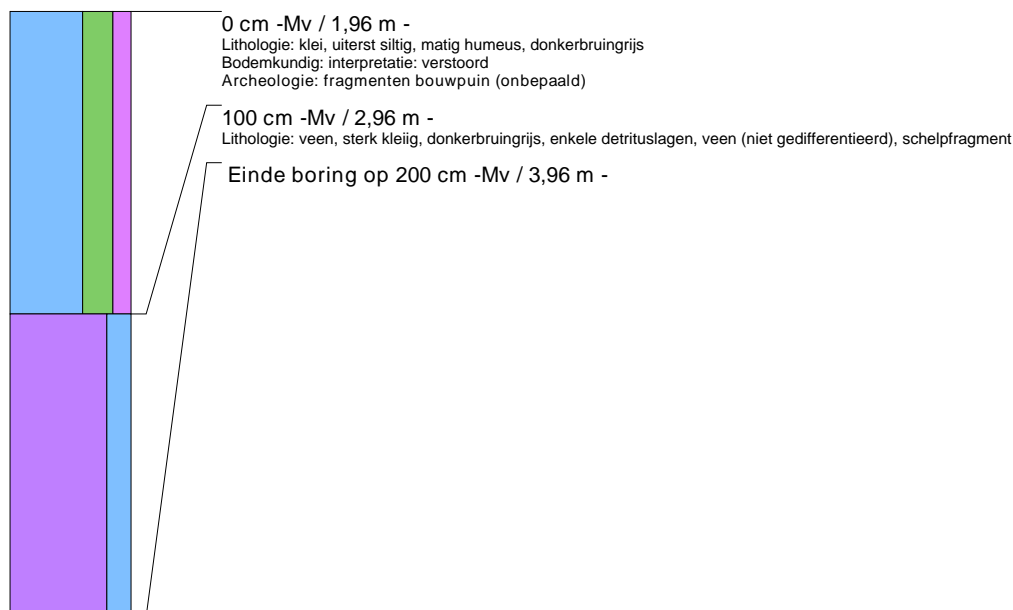 0 cm -Mv / 1,96 m -
Lithologie: klei, uiterst siltig, matig humeus, donkerbruingrijs
Bodemkundig: interpretatie: verstoord
Archeologie: fragmenten bouwpuin (onbepaald)
100 cm -Mv / 2,96 m -
Lithologie: veen, sterk kleiig, donkerbruingrijs, enkele detrituslagen, veen (niet gedifferentieerd), schelpfragment
Einde boring op 200 cm -Mv / 3,96 m -